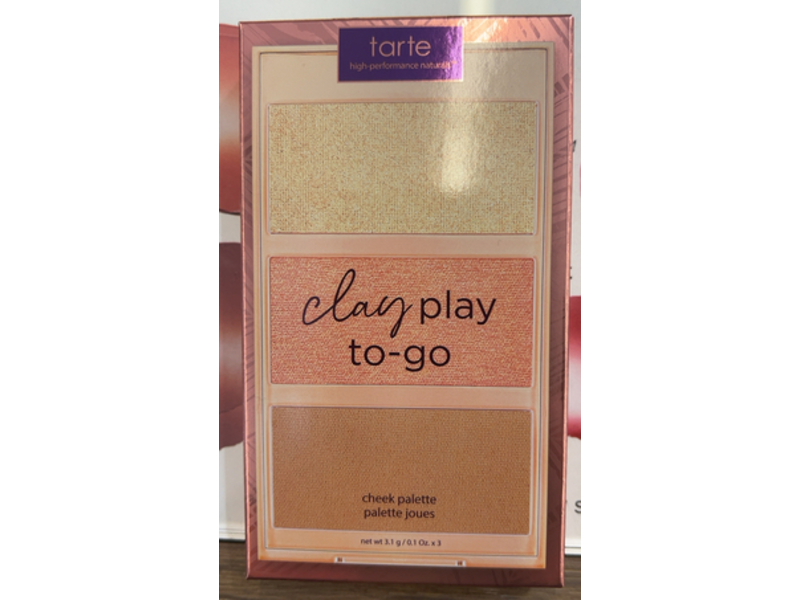 tarte
high-performance naturals™
clay play
to-go
cheek palette
palette joues
net wt 3.1 g / 0.1 Oz. x 3